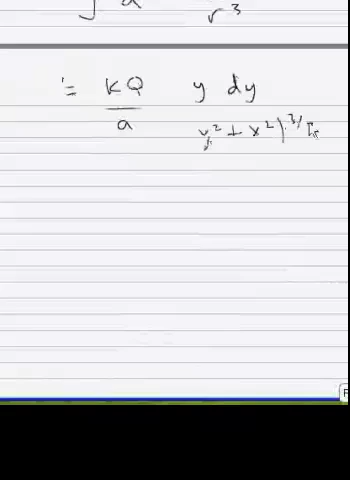 ∫ a r³
= KQ y dy
a y² + x²)^3/2